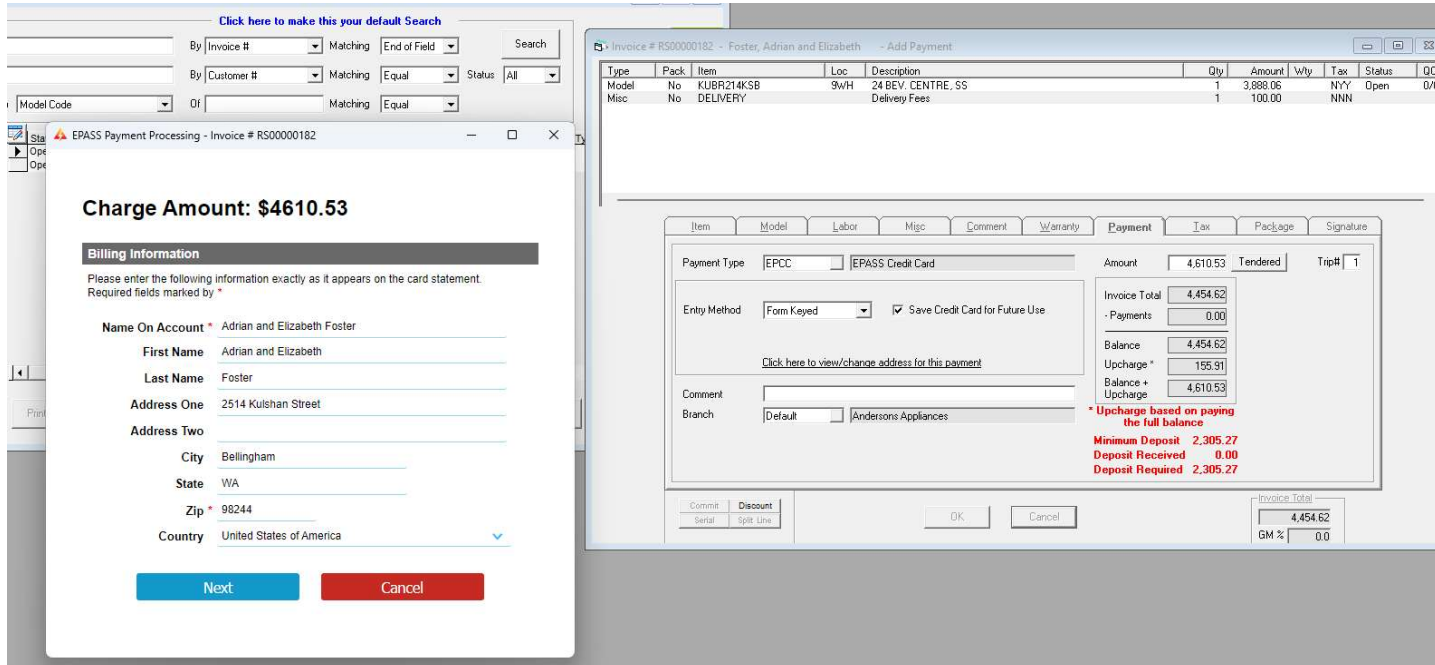 Click here to make this your default Search
By Invoice # Matching End of Field Search
By Customer # Matching Equal Status All
Model Code Of Matching Equal
Sta
Ope
Ope
Print
EPASS Payment Processing - Invoice # RS00000182
Charge Amount: $4610.53
Billing Information
Please enter the following information exactly as it appears on the card statement.
Required fields marked by *
Name On Account * Adrian and Elizabeth Foster
First Name Adrian and Elizabeth
Last Name Foster
Address One 2514 Kulshan Street
Address Two
City Bellingham
State WA
Zip * 98244
Country United States of America
Next Cancel
Invoice # RS00000182 - Foster, Adrian and Elizabeth - Add Payment
Type Pack Item Loc Description Qty Amount Wty Tax Status
Model No KUBR214KSB 9WH 24 BEV. CENTRE, SS 1 3,888.06 NYY Open
Misc No DELIVERY Delivery Fees 1 100.00 NNN
Item Model Labor Misc Comment Warranty Payment Tax Package Signature
Payment Type EPCC EPASS Credit Card
Entry Method Form Keyed Save Credit Card for Future Use
Click here to view/change address for this payment
Comment
Branch Default Andersons Appliances
Amount 4,610.53 Tendered Trip# 1
Invoice Total 4,454.62
- Payments 0.00
Balance 4,454.62
Upcharge * 155.91
Balance +
Upcharge 4,610.53
* Upcharge based on paying
the full balance
Minimum Deposit 2,305.27
Deposit Received 0.00
Deposit Required 2,305.27
Commit Discount
Serial Split Line
OK Cancel
Invoice Total
4,454.62
GM % 0.0